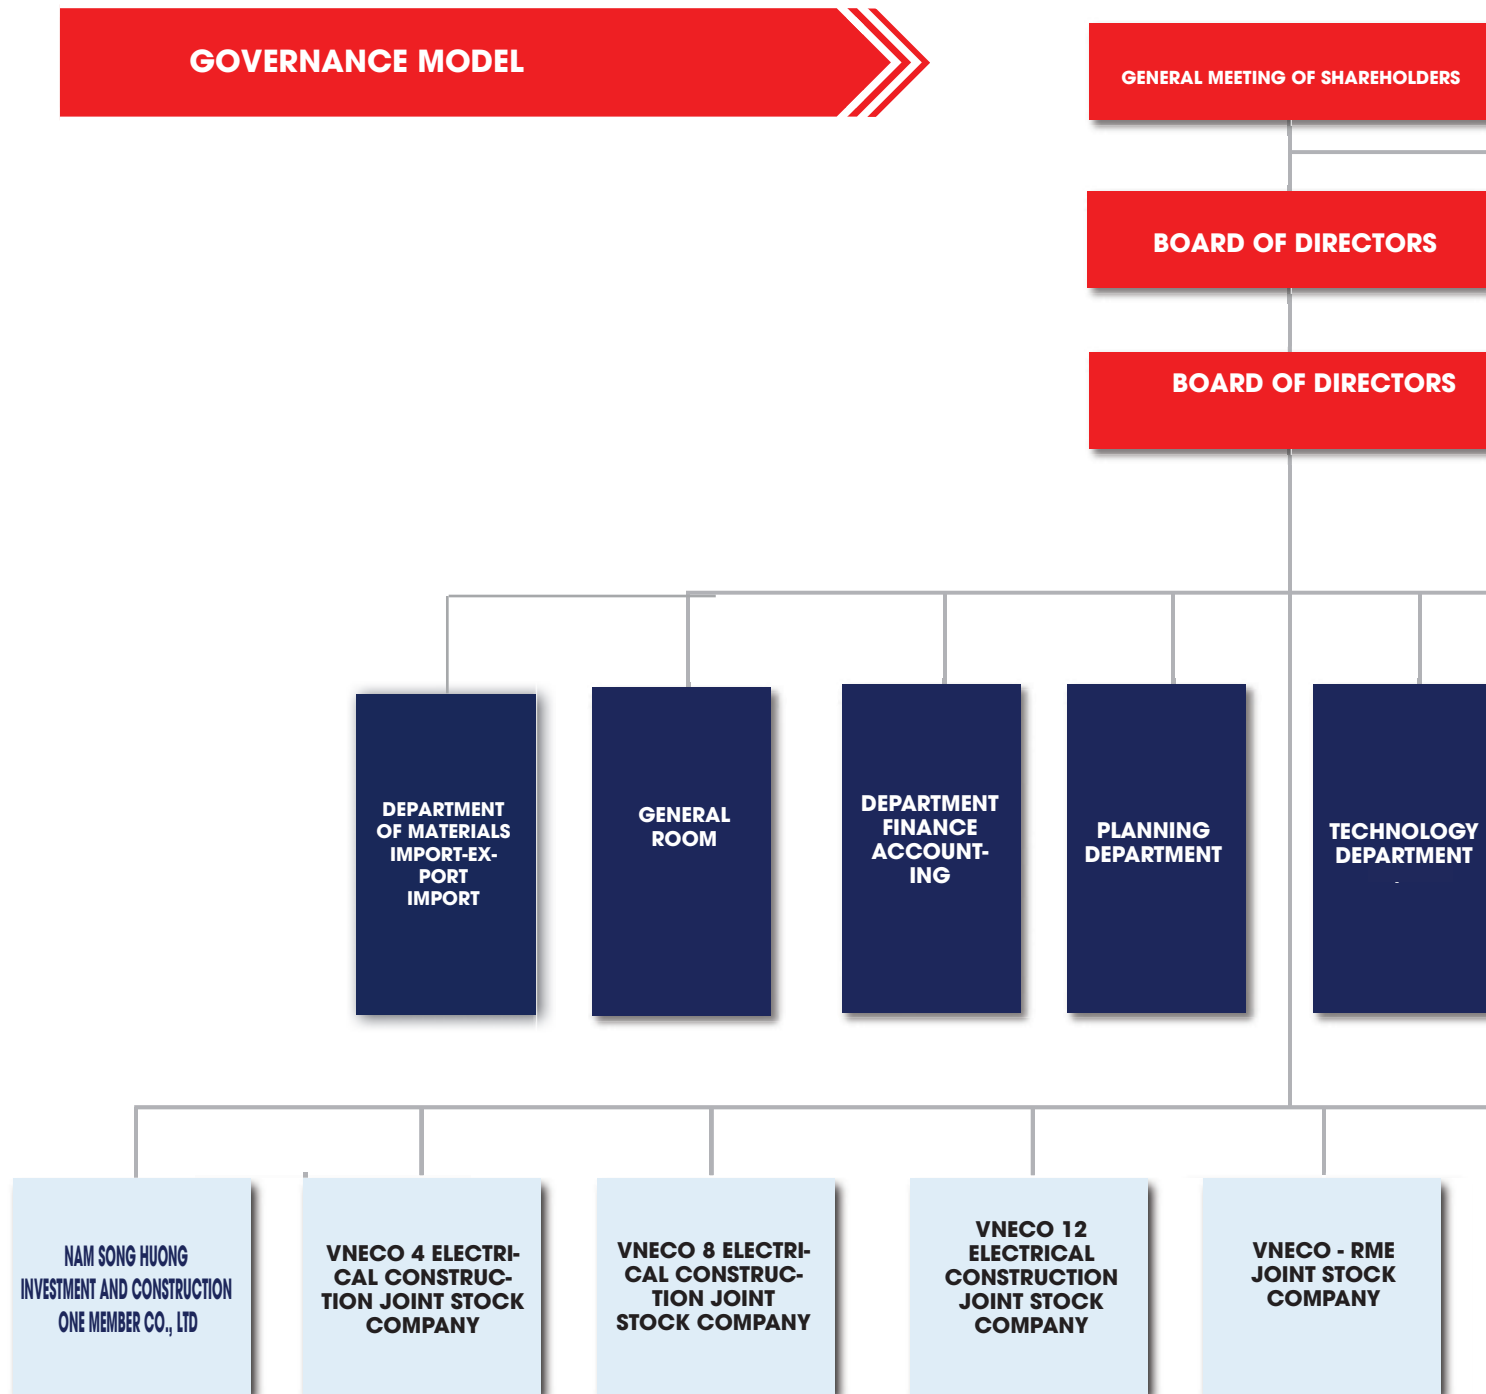 GOVERNANCE MODEL
GENERAL MEETING OF SHAREHOLDERS
BOARD OF DIRECTORS
BOARD OF DIRECTORS
DEPARTMENT
OF MATERIALS
IMPORT-EX-
PORT
IMPORT
GENERAL
ROOM
DEPARTMENT
FINANCE
ACCOUNT-
ING
PLANNING
DEPARTMENT
TECHNOLOGY
DEPARTMENT
NAM SONG HUONG
INVESTMENT AND CONSTRUCTION
ONE MEMBER CO., LTD
VNECO 4 ELECTRI-
CAL CONSTRUC-
TION JOINT STOCK
COMPANY
VNECO 8 ELECTRI-
CAL CONSTRUC-
TION JOINT
STOCK COMPANY
VNECO 12
ELECTRICAL
CONSTRUCTION
JOINT STOCK
COMPANY
VNECO - RME
JOINT STOCK
COMPANY